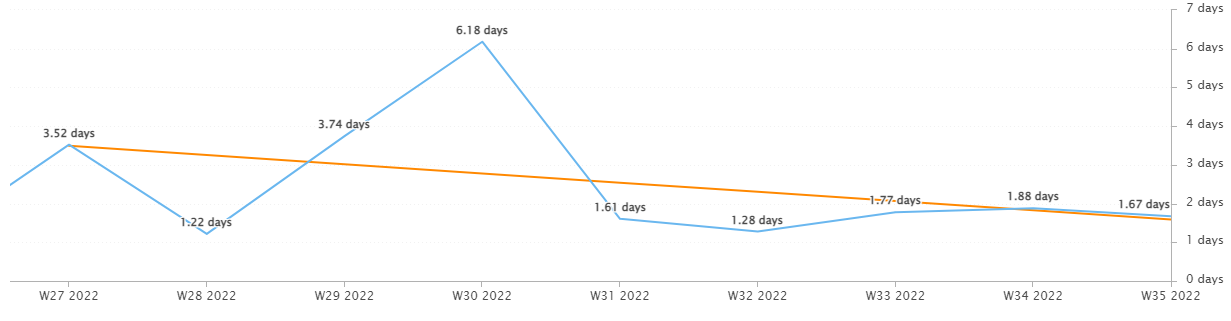 7 days
6.18 days
6 days
5 days
4 days
3.74 days
3.52 days
3 days
2 days
1.88 days
1.77 days
1.67 days
1.61 days
1.28 days
1.22 days
1 days
0 days
W27 2022
W28 2022
W29 2022
W30 2022
W31 2022
W32 2022
W33 2022
W34 2022
W35 2022